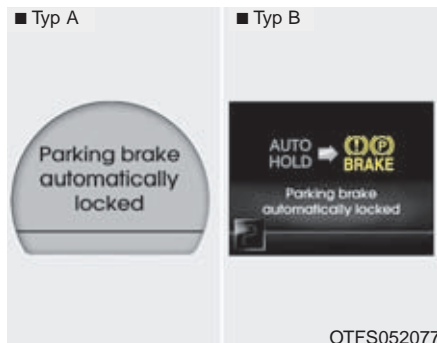 ■ Typ A
Parking brake
automatically
locked
■ Typ B
AUTO
HOLD
BRAKE
Parking brake
automatically locked
OTFS052077